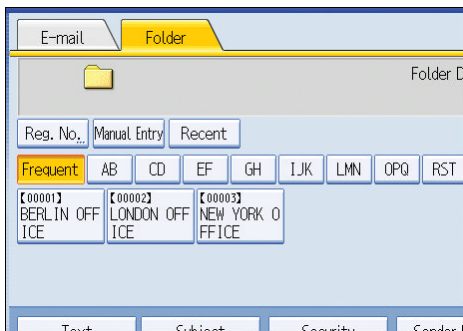 E-mail Folder
Folder D
Reg. No. Manual Entry Recent
Frequent AB CD EF GH IJK LMN OPQ RST
【00001】 【00002】 【00003】
BERLIN OFF LONDON OFF NEW YORK O
ICE ICE FFICE
Text Subject Security Sender